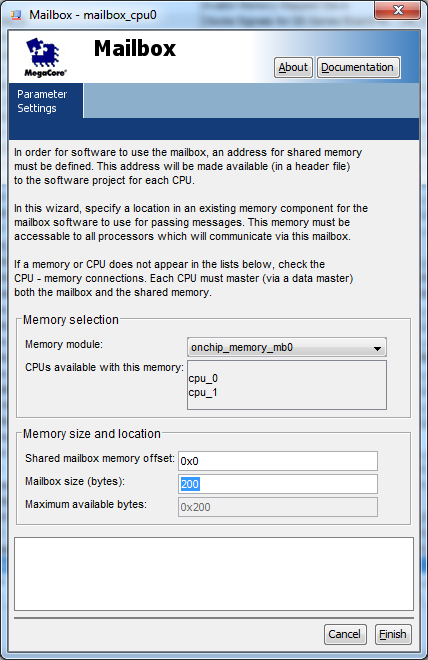 Mailbox - mailbox_cpu0
MegaCore®
Mailbox
About
Documentation
Parameter
Settings
In order for software to use the mailbox, an address for shared memory
must be defined. This address will be made available (in a header file)
to the software project for each CPU.
In this wizard, specify a location in an existing memory component for the
mailbox software to use for passing messages. This memory must be
accessable to all processors which will communicate via this mailbox.
If a memory or CPU does not appear in the lists below, check the
CPU - memory connections. Each CPU must master (via a data master)
both the mailbox and the shared memory.
Memory selection
Memory module: onchip_memory_mb0
CPUs available with this memory:
cpu_0
cpu_1
Memory size and location
Shared mailbox memory offset: 0x0
Mailbox size (bytes): 200
Maximum available bytes: 0x200
Cancel
Finish